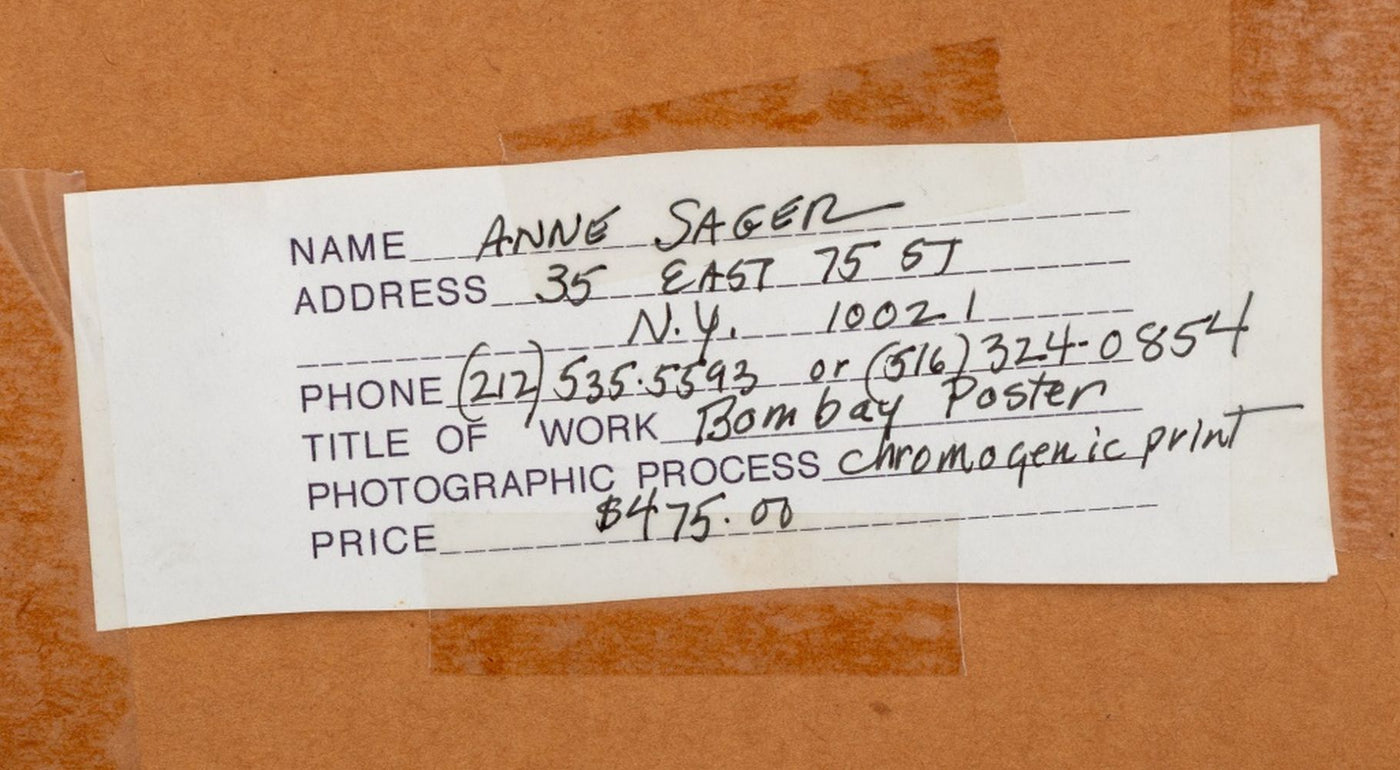 NAME ANNE SAGER
ADDRESS 35 EAST 75 ST
N.Y. 10021
PHONE (212) 535.5593 or (516) 324-0854
TITLE OF WORK Bombay Poster
PHOTOGRAPHIC PROCESS chromogenic print
PRICE $475.00